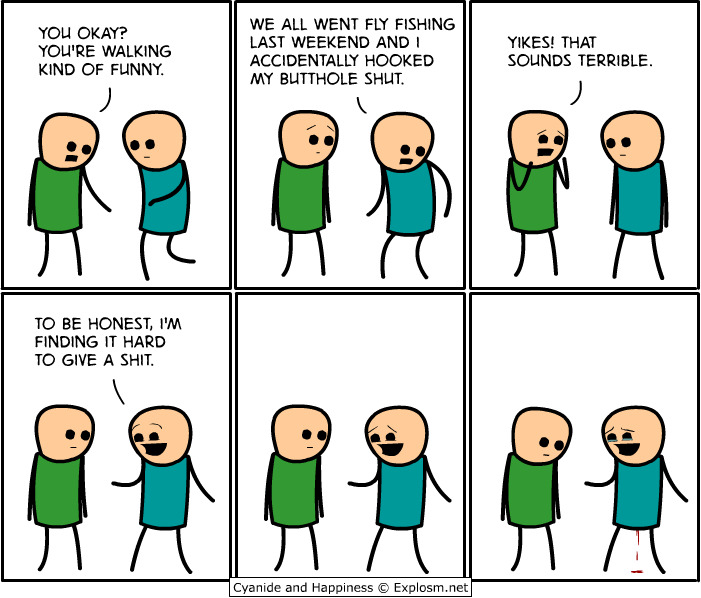 YOU OKAY?
YOU'RE WALKING
KIND OF FUNNY.
WE ALL WENT FLY FISHING
LAST WEEKEND AND I
ACCIDENTALLY HOOKED
MY BUTTHOLE SHUT.
YIKES! THAT
SOUNDS TERRIBLE.
TO BE HONEST, I'M
FINDING IT HARD
TO GIVE A SHIT.
Cyanide and Happiness © Explosm.net